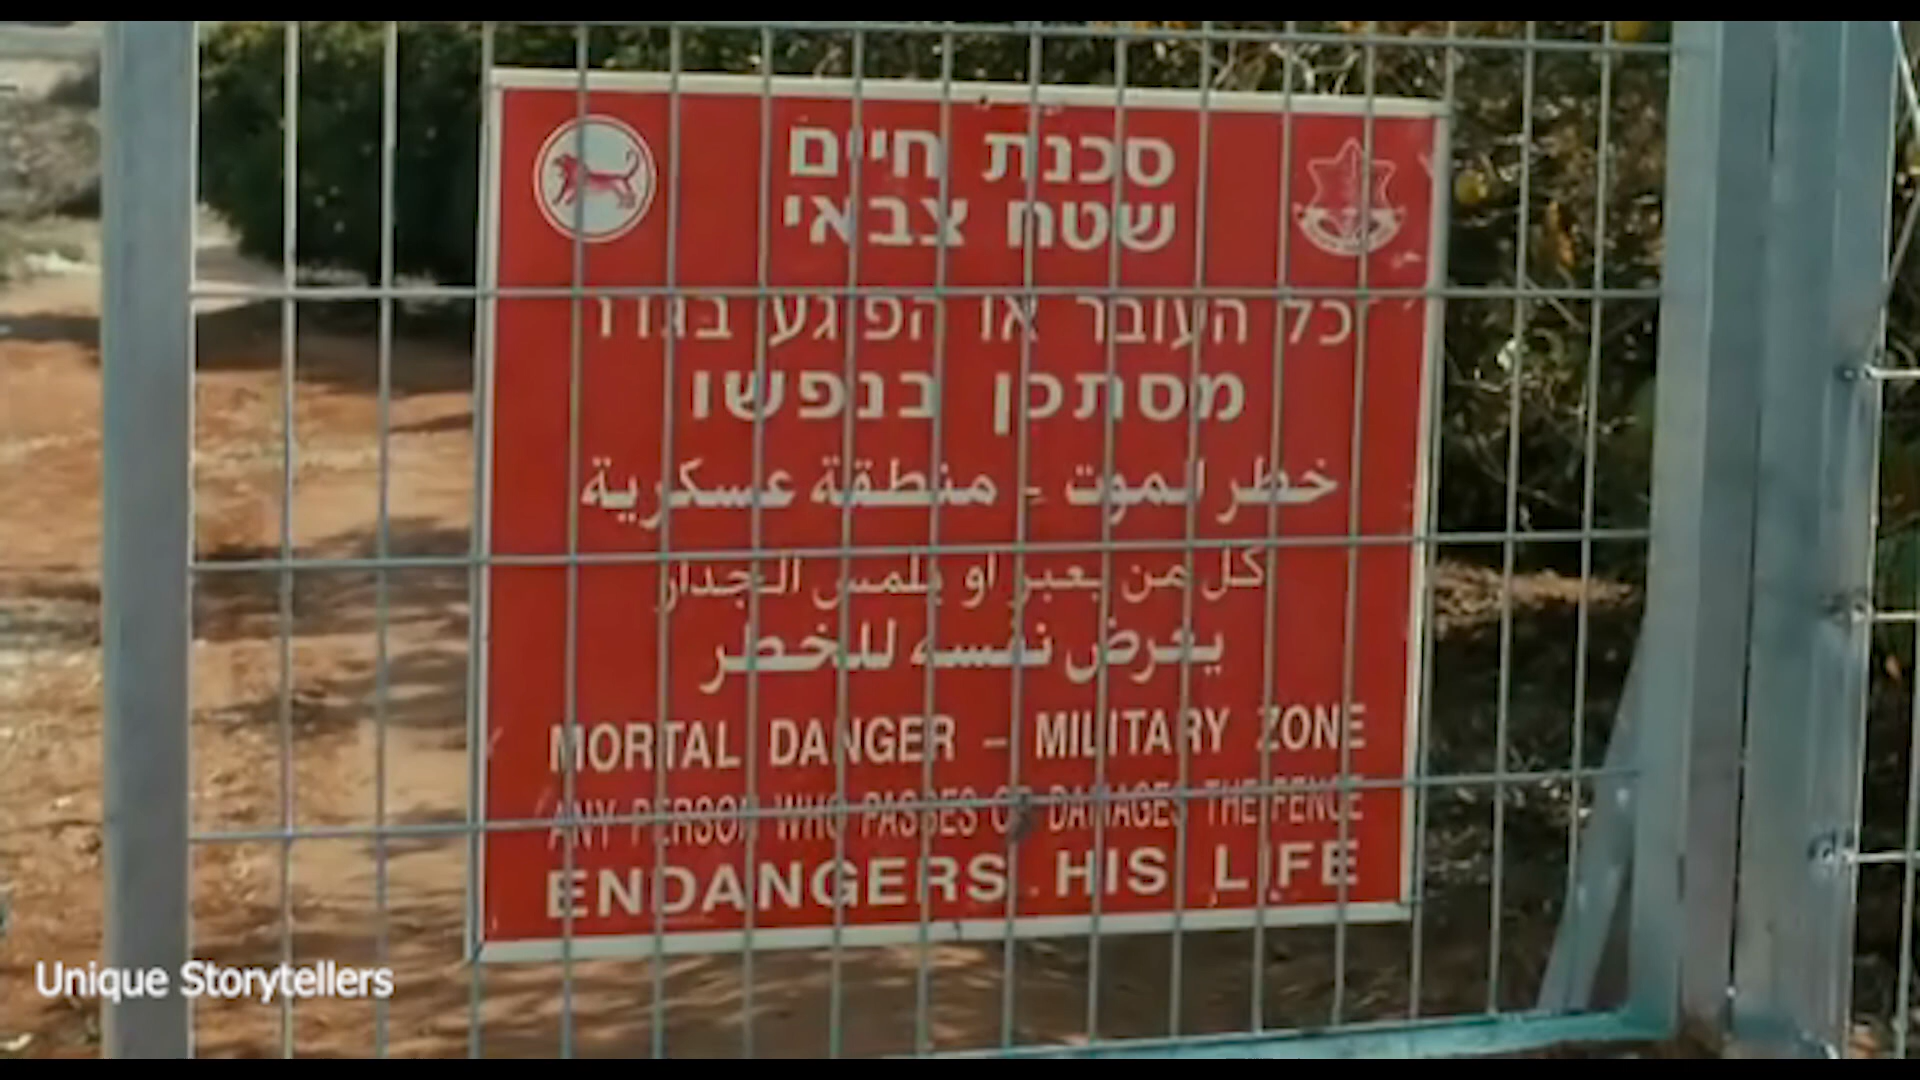 סכנת חיים
שטח צבאי
כל העובר או הפוגע בגדר
מסתכן בנפשו
خطر الموت - منطقة عسكرية
كل من يعبر او يلمس الجدار
يعرض نفسه للخطر
MORTAL DANGER - MILITARY ZONE
ANY PERSON WHO PASSES OR DAMAGES THE FENCE
ENDANGERS HIS LIFE
Unique Storytellers